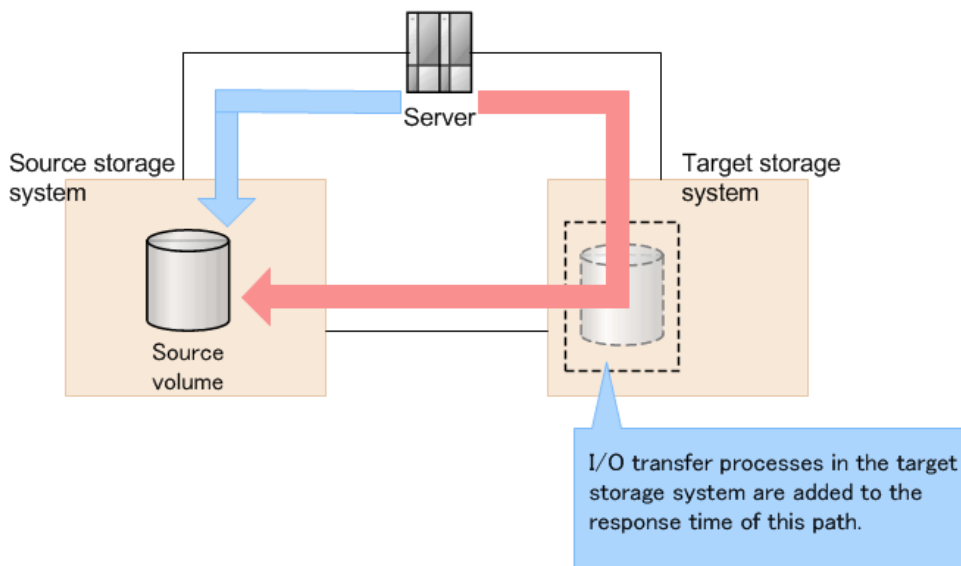 Server
Source storage
system
Target storage
system
Source
volume
I/O transfer processes in the target
storage system are added to the
response time of this path.